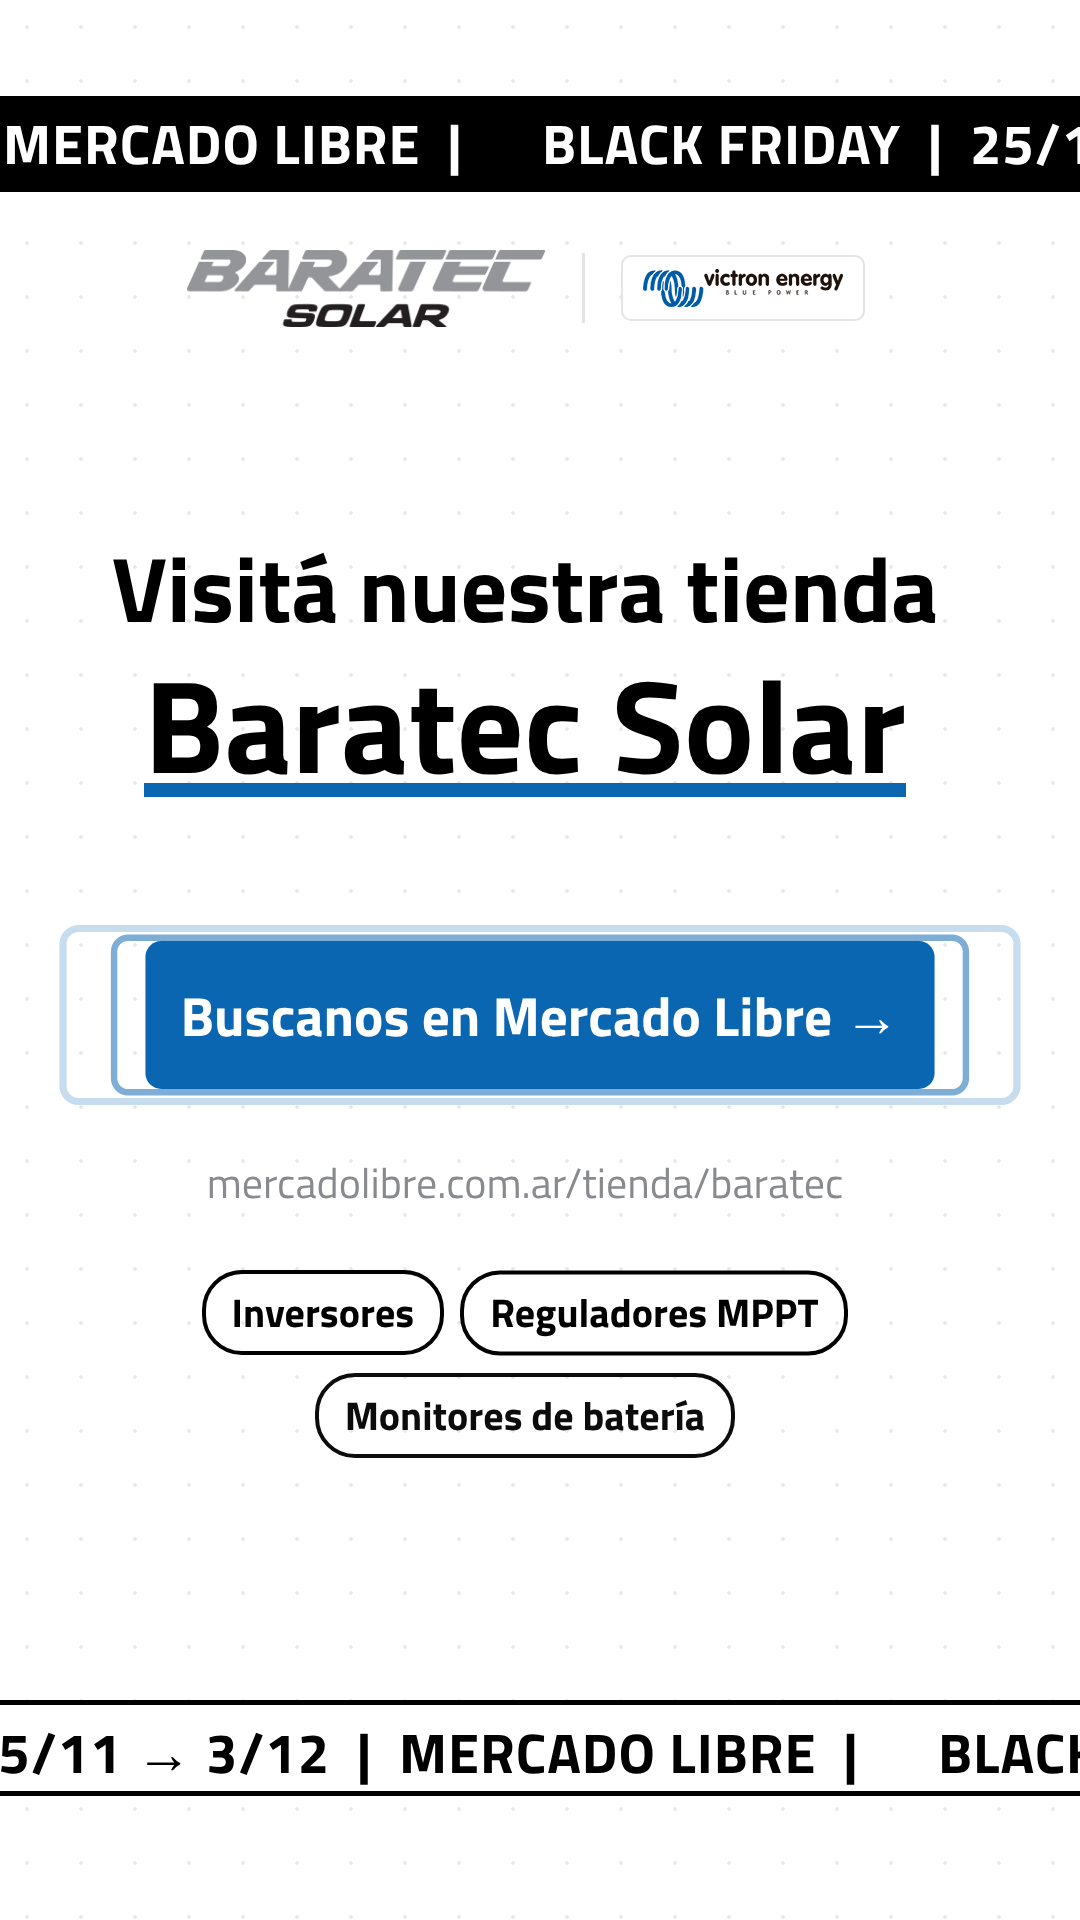 MERCADO LIBRE | BLACK FRIDAY | 25/1
BARATEC
SOLAR
victron energy
BLUE POWER
Visitá nuestra tienda
Baratec Solar
Buscanos en Mercado Libre →
mercadolibre.com.ar/tienda/baratec
Inversores
Reguladores MPPT
Monitores de batería
5/11 → 3/12 | MERCADO LIBRE | BLACK